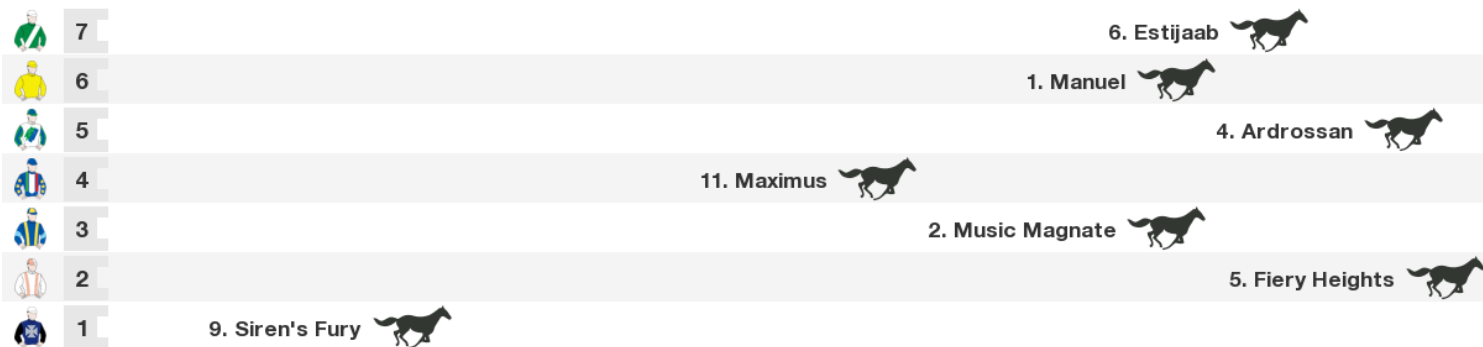 7 6. Estijaab
6 1. Manuel
5 4. Ardrossan
4 11. Maximus
3 2. Music Magnate
2 5. Fiery Heights
1 9. Siren's Fury